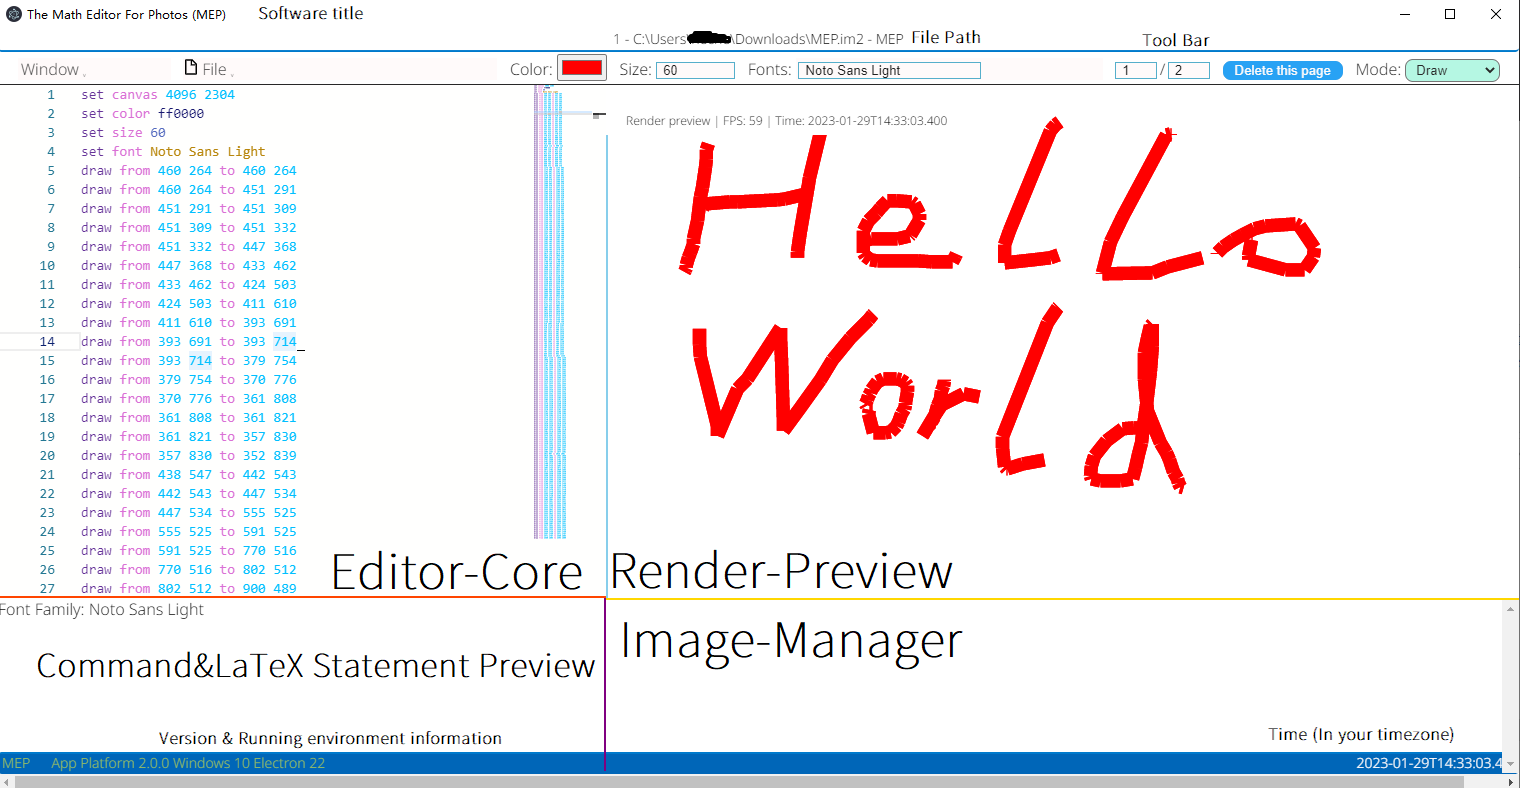 The Math Editor For Photos (MEP) Software title
1 - C:\Users\Downloads\MEP.im2 - MEP File Path
Tool Bar
Window File Color: Size: 60 Fonts: Noto Sans Light 1 / 2 Delete this page Mode: Draw
1 set canvas 4096 2304
2 set color ff0000
3 set size 60
4 set font Noto Sans Light
5 draw from 460 264 to 460 264
6 draw from 460 264 to 451 291
7 draw from 451 291 to 451 309
8 draw from 451 309 to 451 332
9 draw from 451 332 to 447 368
10 draw from 447 368 to 433 462
11 draw from 433 462 to 424 503
12 draw from 424 503 to 411 610
13 draw from 411 610 to 393 691
14 draw from 393 691 to 393 714
15 draw from 393 714 to 379 754
16 draw from 379 754 to 370 776
17 draw from 370 776 to 361 808
18 draw from 361 808 to 361 821
19 draw from 361 821 to 357 830
20 draw from 357 830 to 352 839
21 draw from 438 547 to 442 543
22 draw from 442 543 to 447 534
23 draw from 447 534 to 555 525
24 draw from 555 525 to 591 525
25 draw from 591 525 to 770 516
26 draw from 770 516 to 802 512
27 draw from 802 512 to 900 489
Editor-Core
Render preview | FPS: 59 | Time: 2023-01-29T14:33:03.400
HeLLo
WorLd
Render-Preview
Font Family: Noto Sans Light
Command&LaTeX Statement Preview
Image-Manager
Version & Running environment information
Time (In your timezone)
MEP App Platform 2.0.0 Windows 10 Electron 22
2023-01-29T14:33:03.4